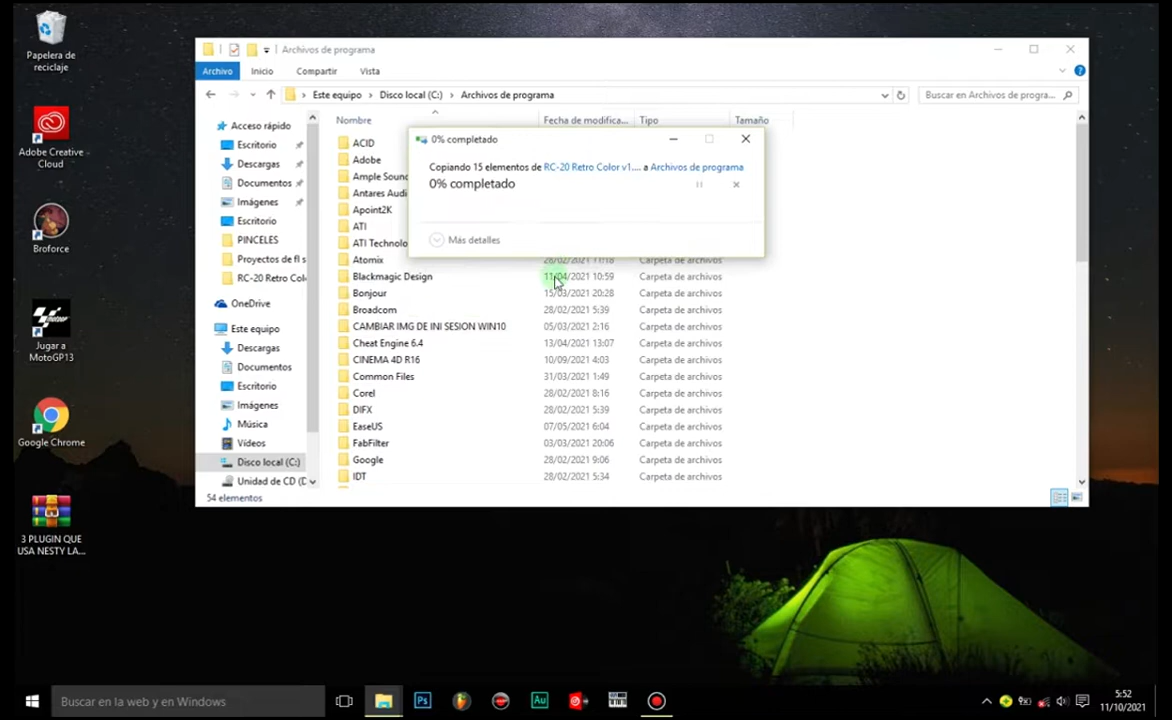 Papelera de
reciclaje
Adobe Creative
Cloud
Broforce
Jugar a
MotoGP13
Google Chrome
3 PLUGIN QUE
USA NESTY LA...
Archivos de programa
Archivo Inicio Compartir Vista
Este equipo > Disco local (C:) > Archivos de programa
Buscar en Archivos de progra...
Nombre Fecha de modifica... Tipo Tamaño
Acceso rápido
Escritorio
Descargas
Documentos
Imágenes
Escritorio
PINCELES
Proyectos de fl s
RC-20 Retro Col
OneDrive
Este equipo
Descargas
Documentos
Escritorio
Imágenes
Música
Vídeos
Disco local (C:)
Unidad de CD (D
ACID
Adobe
Ample Soun
Antares Audi
Apoint2K
ATI
ATI Technolo
Atomix 28/02/2021 11:18 Carpeta de archivos
Blackmagic Design 11/04/2021 10:59 Carpeta de archivos
Bonjour 15/03/2021 20:28 Carpeta de archivos
Broadcom 28/02/2021 5:39 Carpeta de archivos
CAMBIAR IMG DE INI SESION WIN10 05/03/2021 2:16 Carpeta de archivos
Cheat Engine 6.4 13/04/2021 13:07 Carpeta de archivos
CINEMA 4D R16 10/09/2021 4:03 Carpeta de archivos
Common Files 31/03/2021 1:49 Carpeta de archivos
Corel 28/02/2021 8:16 Carpeta de archivos
DIFX 28/02/2021 5:39 Carpeta de archivos
EaseUS 07/05/2021 6:04 Carpeta de archivos
FabFilter 03/03/2021 20:06 Carpeta de archivos
Google 28/02/2021 9:06 Carpeta de archivos
IDT 28/02/2021 5:34 Carpeta de archivos
54 elementos
0% completado
Copiando 15 elementos de RC-20 Retro Color v1.... a Archivos de programa
0% completado
Más detalles
Buscar en la web y en Windows
Ps
Au
5:52
11/10/2021